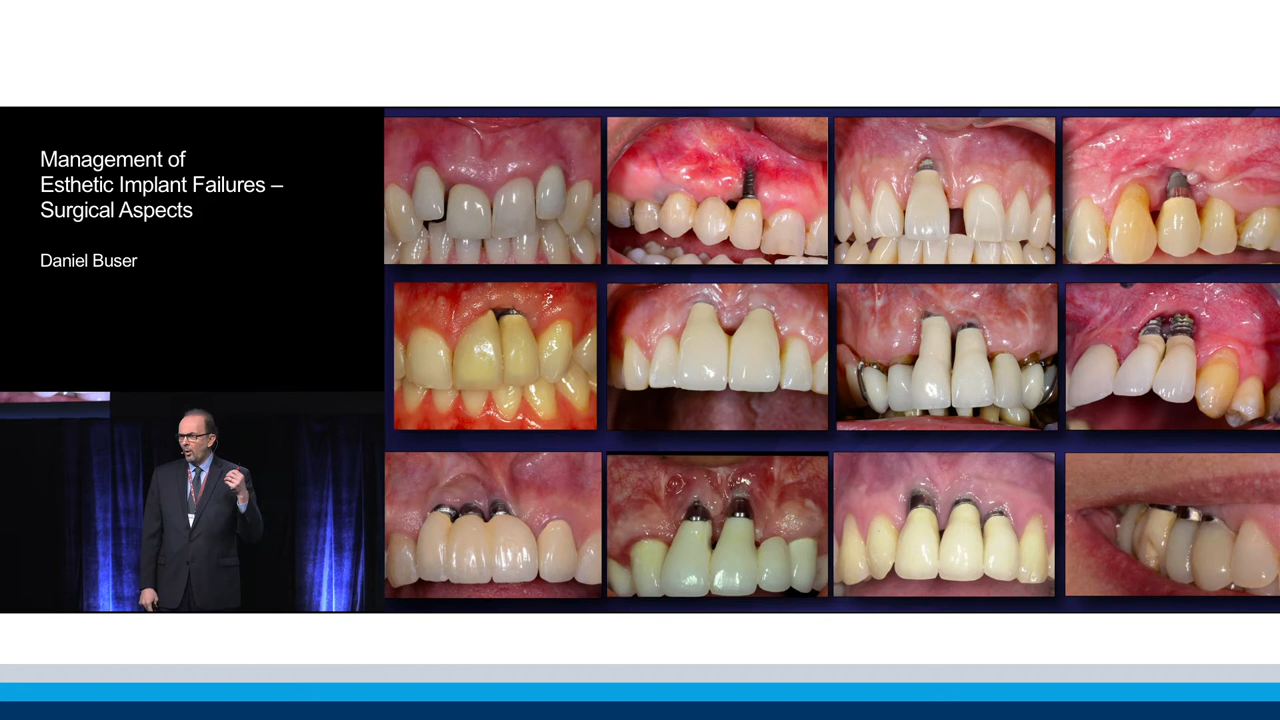 Management of
Esthetic Implant Failures –
Surgical Aspects
Daniel Buser